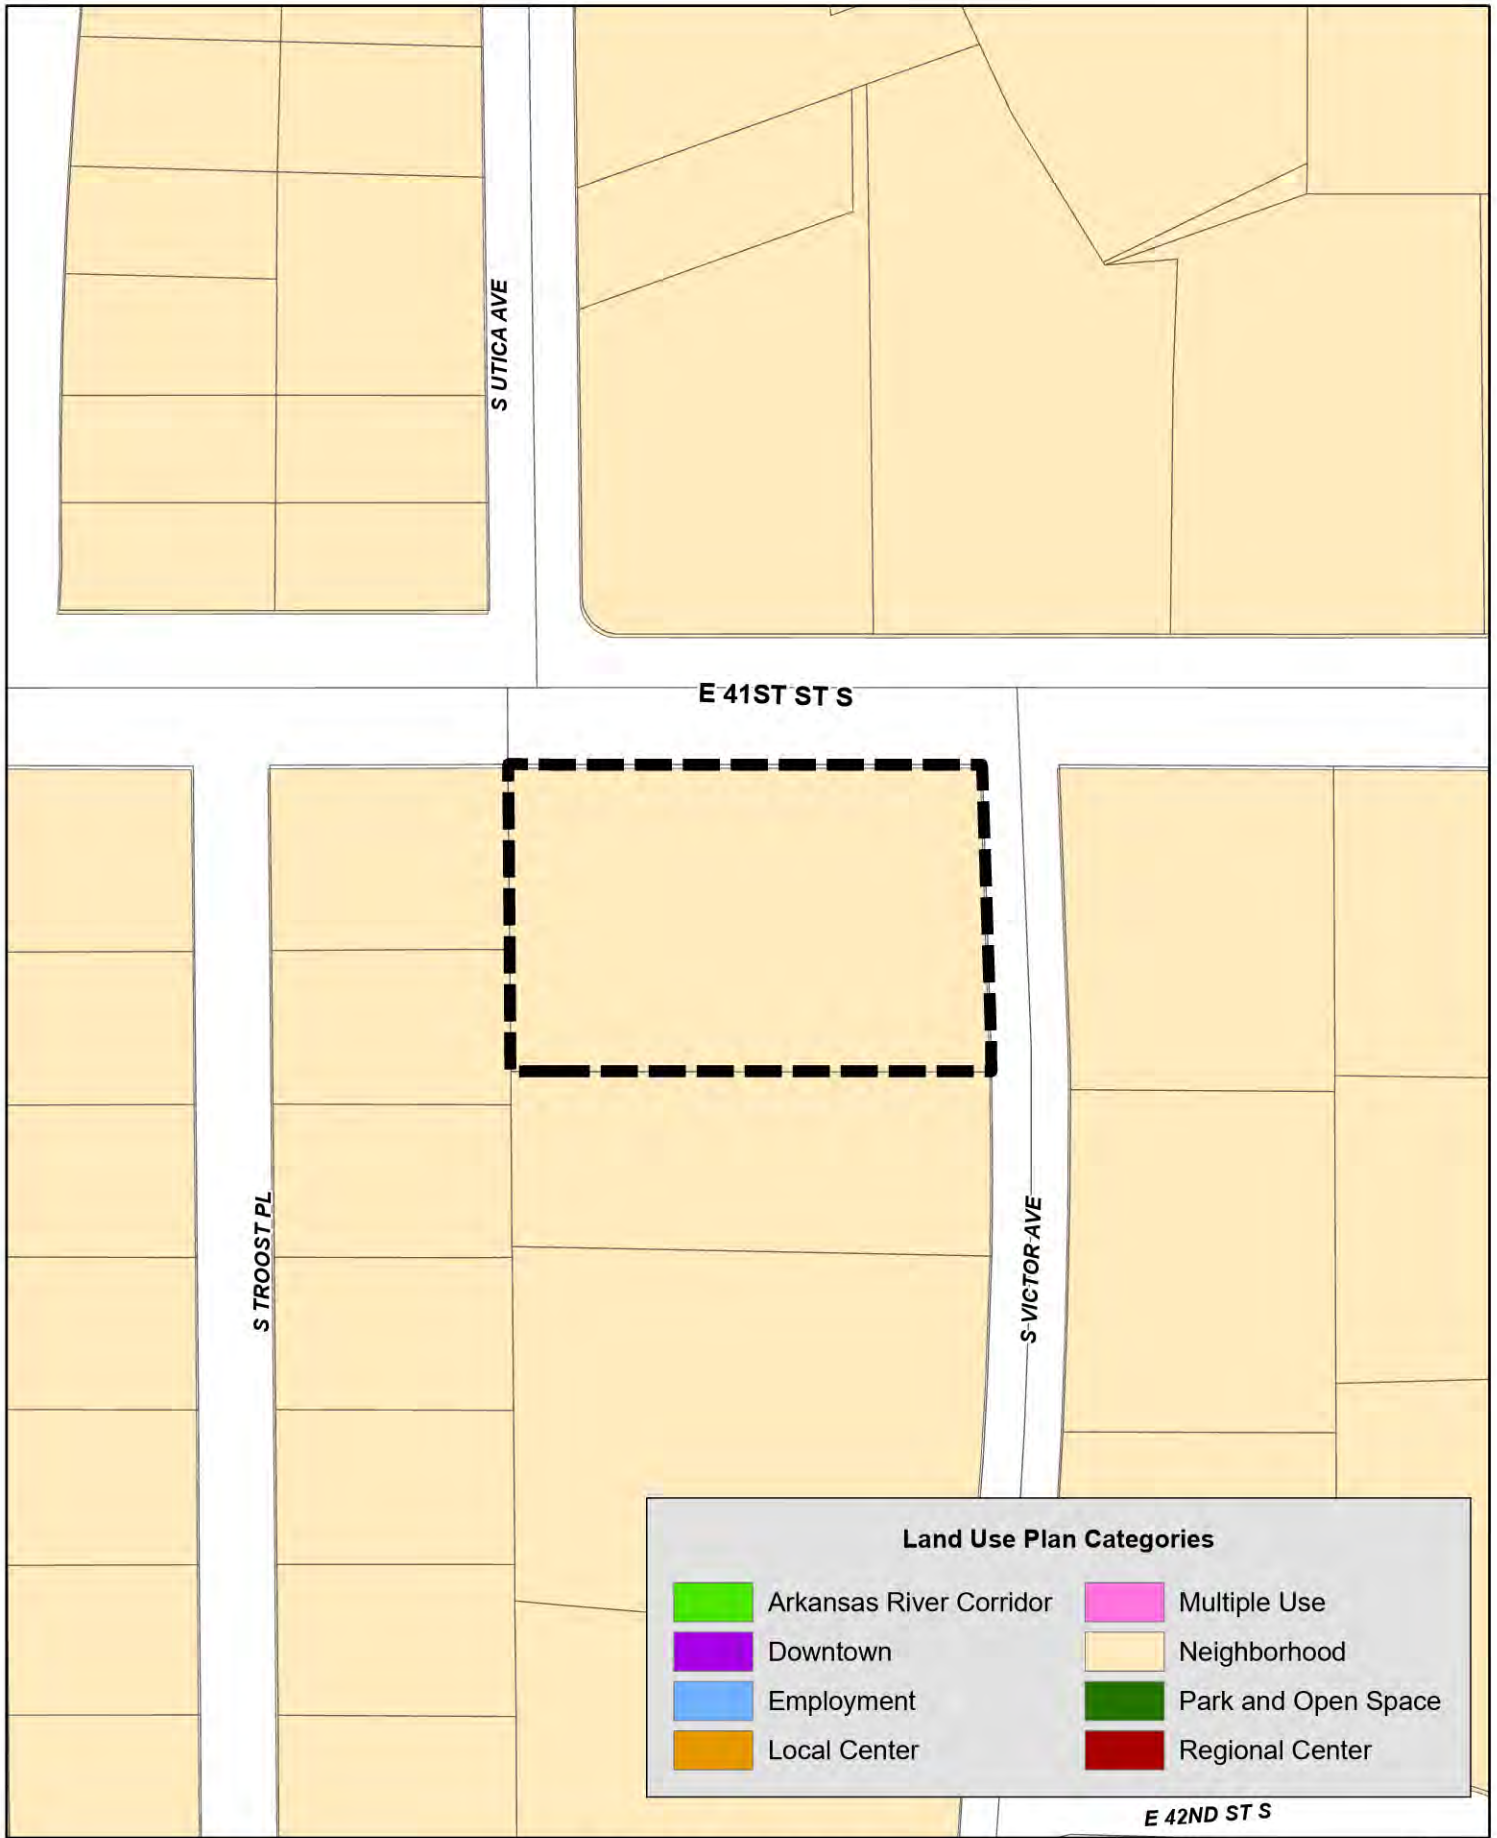 S UTICA AVE
E 41ST ST S
S TROOST PL
S VICTOR AVE
Land Use Plan Categories
Arkansas River Corridor
Downtown
Employment
Local Center
Multiple Use
Neighborhood
Park and Open Space
Regional Center
E 42ND ST S